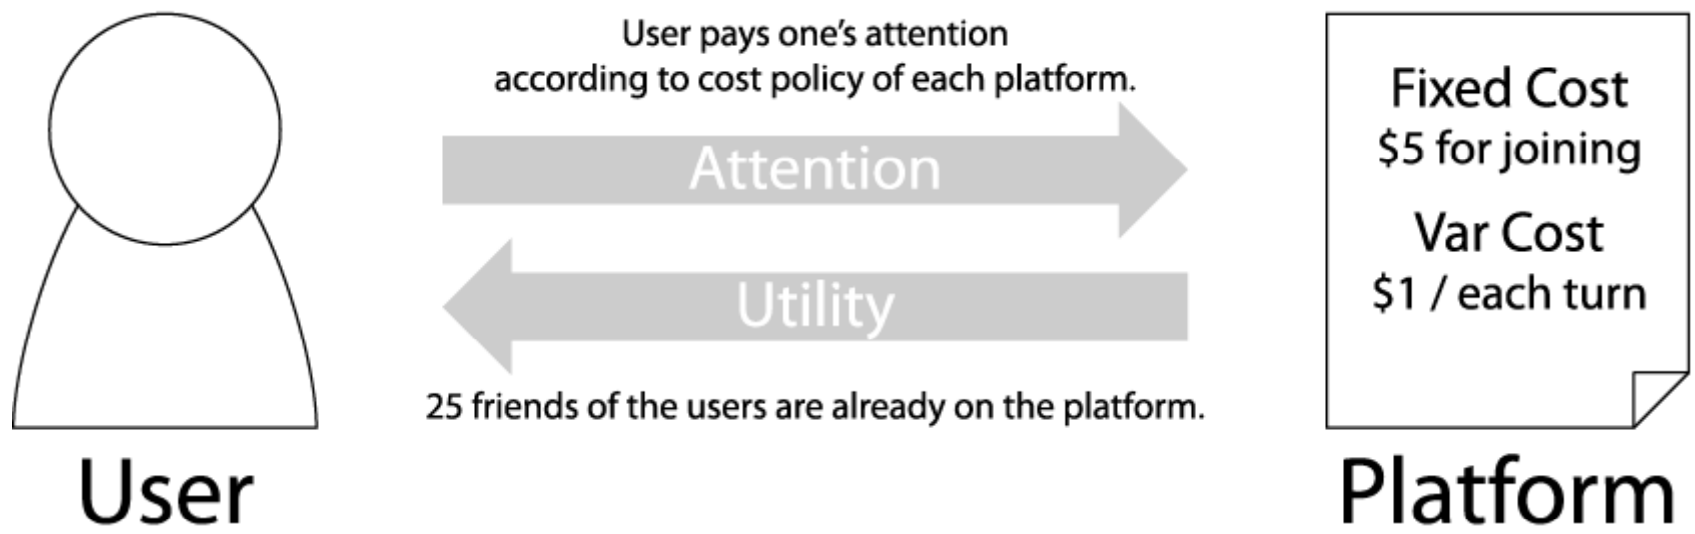 User pays one’s attention
according to cost policy of each platform.
Attention
Utility
25 friends of the users are already on the platform.
User
Fixed Cost
$5 for joining
Var Cost
$1 / each turn
Platform